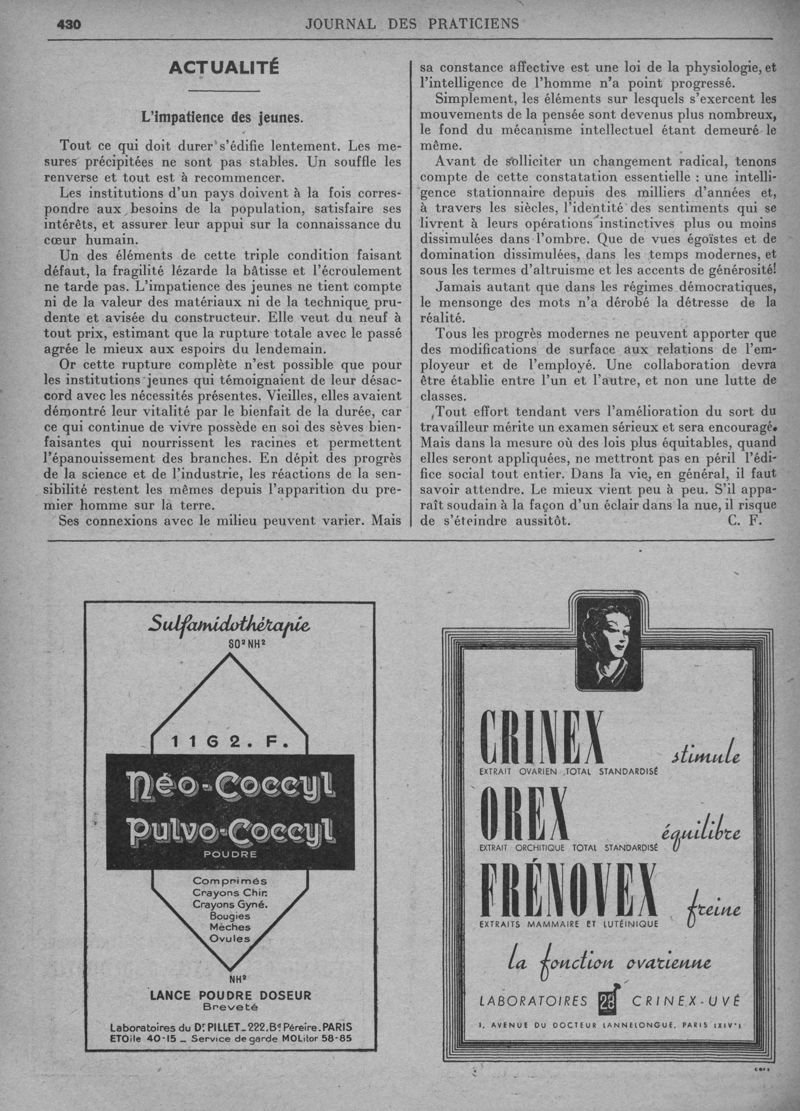 430
JOURNAL DES PRATICIENS
ACTUALITÉ
L'impatience des jeunes.
Tout ce qui doit durer s'édifie lentement. Les me-
sures précipitées ne sont pas stables. Un souffle les
renverse et tout est à recommencer.
Les institutions d'un pays doivent à la fois corres-
pondre aux besoins de la population, satisfaire ses
intérêts, et assurer leur appui sur la connaissance du
cœur humain.
Un des éléments de cette triple condition faisant
défaut, la fragilité lézarde la bâtisse et l'écroulement
ne tarde pas. L'impatience des jeunes ne tient compte
ni de la valeur des matériaux ni de la technique pru-
dente et avisée du constructeur. Elle veut du neuf à
tout prix, estimant que la rupture totale avec le passé
agrée le mieux aux espoirs du lendemain.
Or cette rupture complète n'est possible que pour
les institutions jeunes qui témoignaient de leur désac-
cord avec les nécessités présentes. Vieilles, elles avaient
démontré leur vitalité par le bienfait de la durée, car
ce qui continue de vivre possède en soi des sèves bien-
faisantes qui nourrissent les racines et permettent
l'épanouissement des branches. En dépit des progrès
de la science et de l'industrie, les réactions de la sen-
sibilité restent les mêmes depuis l'apparition du pre-
mier homme sur la terre.
Ses connexions avec le milieu peuvent varier. Mais
sa constance affective est une loi de la physiologie, et
l'intelligence de l'homme n'a point progressé.
Simplement, les éléments sur lesquels s'exercent les
mouvements de la pensée sont devenus plus nombreux,
le fond du mécanisme intellectuel étant demeuré le
même.
Avant de solliciter un changement radical, tenons
compte de cette constatation essentielle : une intelli-
gence stationnaire depuis des milliers d'années et,
à travers les siècles, l'identité des sentiments qui se
livrent à leurs opérations instinctives plus ou moins
dissimulées dans l'ombre. Que de vues égoïstes et de
domination dissimulées, dans les temps modernes, et
sous les termes d'altruisme et les accents de générosité!
Jamais autant que dans les régimes démocratiques,
le mensonge des mots n'a dérobé la détresse de la
réalité.
Tous les progrès modernes ne peuvent apporter que
des modifications de surface aux relations de l'em-
ployeur et de l'employé. Une collaboration devra
être établie entre l'un et l'autre, et non une lutte de
classes.
Tout effort tendant vers l'amélioration du sort du
travailleur mérite un examen sérieux et sera encouragé.
Mais dans la mesure où des lois plus équitables, quand
elles seront appliquées, ne mettront pas en péril l'édi-
fice social tout entier. Dans la vie, en général, il faut
savoir attendre. Le mieux vient peu à peu. S'il appa-
raît soudain à la façon d'un éclair dans la nue, il risque
de s'éteindre aussitôt. C. F.
Sulfamidothérapie
SO²NH²
1162. F.
Néo-Coccyl
Pulvo-Coccyl
POUDRE
Comprimés
Crayons Chir.
Crayons Gyné.
Bougies
Mèches
Ovules
NH²
LANCE POUDRE DOSEUR
Breveté
Laboratoires du Dr. PILLET_222,Bd Péreire.PARIS
ETOile 40-15 _ Service de garde MOLitor 58-85
CRINEX stimule
EXTRAIT OVARIEN TOTAL STANDARDISÉ
OREX équilibre
EXTRAIT ORCHITIQUE TOTAL STANDARDISÉ
FRÉNOVEX freine
EXTRAITS MAMMAIRE ET LUTÉINIQUE
la fonction ovarienne
LABORATOIRES CRINEX-UVÉ
1, AVENUE DU DOCTEUR LANNELONGUE, PARIS (XIVe)